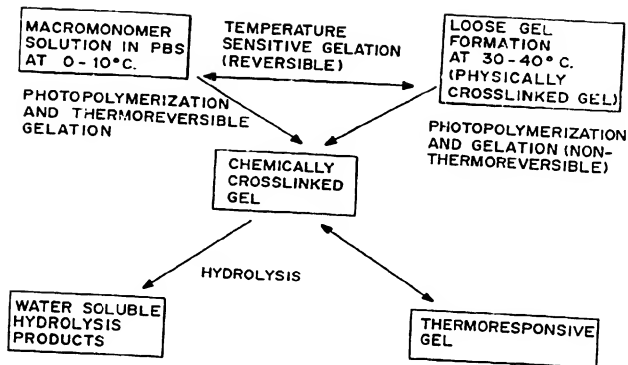 MACROMONOMER
SOLUTION IN PBS
AT 0-10°C.
TEMPERATURE
SENSITIVE GELATION
(REVERSIBLE)
LOOSE GEL
FORMATION
AT 30-40°C.
(PHYSICALLY
CROSSLINKED GEL)
PHOTOPOLYMERIZATION
AND THERMOREVERSIBLE
GELATION
PHOTOPOLYMERIZATION
AND GELATION (NON-
THERMOREVERSIBLE)
CHEMICALLY
CROSSLINKED
GEL
HYDROLYSIS
WATER SOLUBLE
HYDROLYSIS
PRODUCTS
THERMORESPONSIVE
GEL